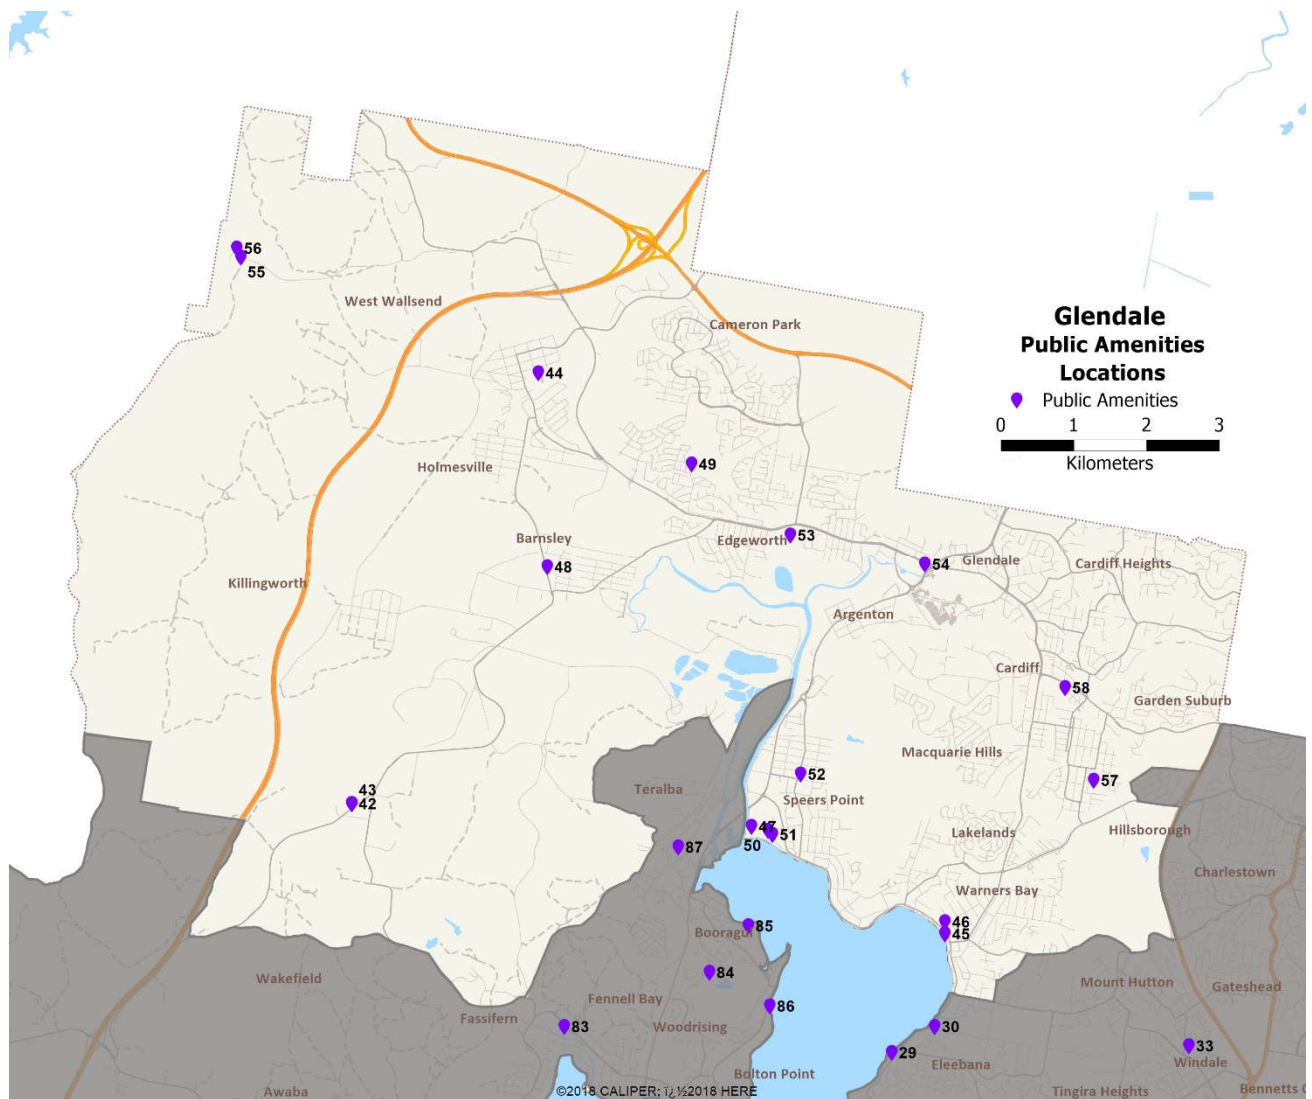 56
55
West Wallsend
Cameron Park
Glendale
Public Amenities
Locations
Public Amenities
0 1 2 3
Kilometers
44
49
Holmesville
Barnsley
48
Edgeworth
53
54
Glendale
Cardiff Heights
Killingworth
Argenton
Cardiff
58
Garden Suburb
Macquarie Hills
52
57
Teralba
Speers Point
43
42
47
51
50
87
Lakelands
Hillsborough
Charlestown
Warners Bay
46
45
85
Booragul
84
Wakefield
Fennell Bay
86
Mount Hutton
Gateshead
Fassifern
83
Woodrising
30
29
33
Eleebana
Windale
Bolton Point
Awaba
©2018 CALIPER; ï¿½2018 HERE
Tingira Heights
Bennetts